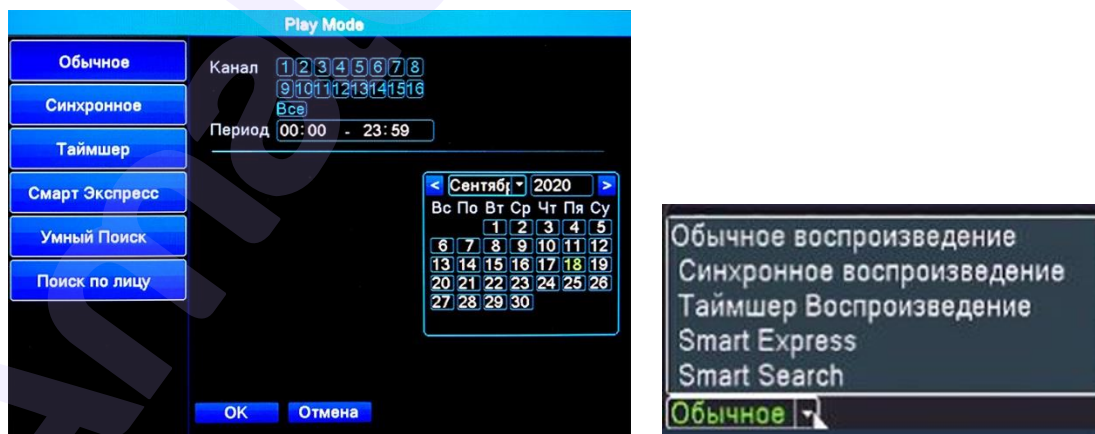 Play Mode
Обычное
Синхронное
Таймшер
Смарт Экспресс
Умный Поиск
Поиск по лицу
Канал 1 2 3 4 5 6 7 8
9 10 11 12 13 14 15 16
Все
Период 00:00 - 23:59
< Сентябр 2020 >
Вс По Вт Ср Чт Пя Су
1 2 3 4 5
6 7 8 9 10 11 12
13 14 15 16 17 18 19
20 21 22 23 24 25 26
27 28 29 30
OK Отмена
Обычное воспроизведение
Синхронное воспроизведение
Таймшер Воспроизведение
Smart Express
Smart Search
Обычное